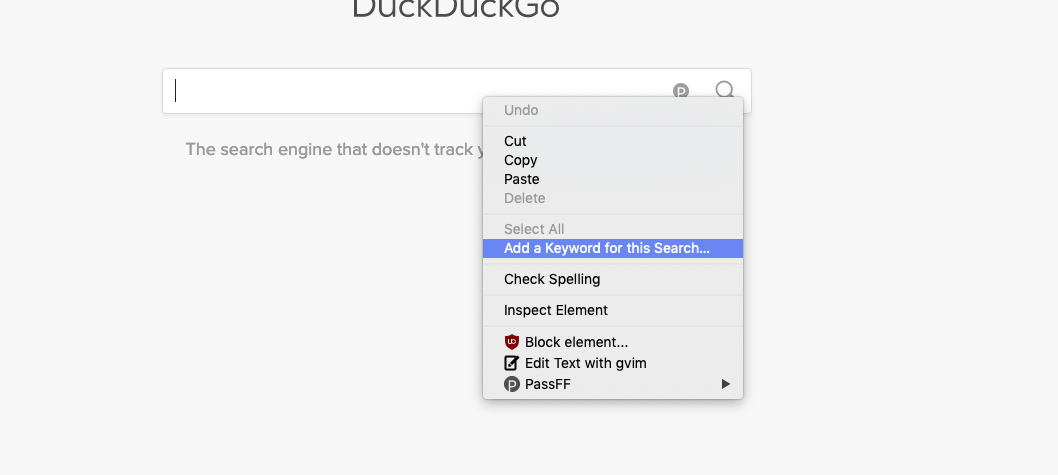 DuckDuckGo
The search engine that doesn't track
Undo
Cut
Copy
Paste
Delete
Select All
Add a Keyword for this Search...
Check Spelling
Inspect Element
Block element...
Edit Text with gvim
PassFF